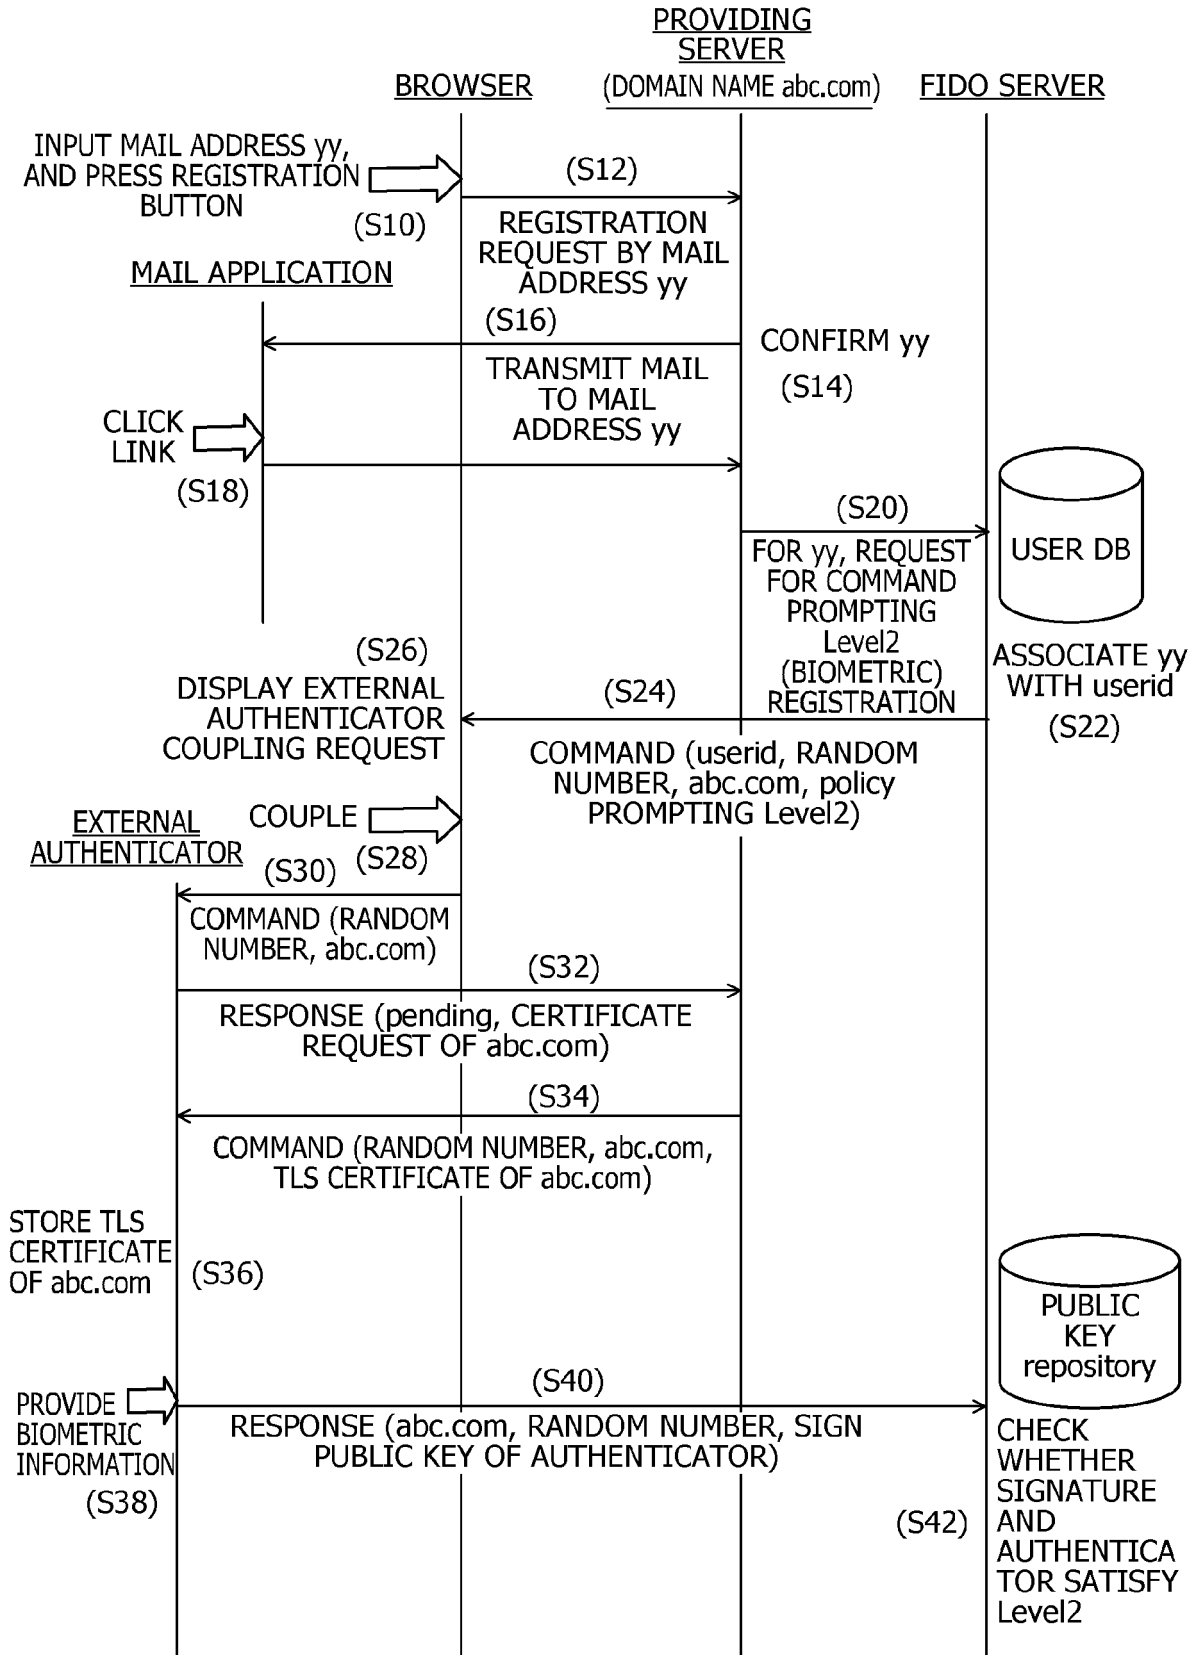 PROVIDING
SERVER
(DOMAIN NAME abc.com)
BROWSER
FIDO SERVER
INPUT MAIL ADDRESS yy,
AND PRESS REGISTRATION
BUTTON
(S10)
(S12)
REGISTRATION
REQUEST BY MAIL
ADDRESS yy
MAIL APPLICATION
(S16)
CONFIRM yy
(S14)
TRANSMIT MAIL
TO MAIL
ADDRESS yy
CLICK
LINK
(S18)
(S20)
USER DB
FOR yy, REQUEST
FOR COMMAND
PROMPTING
Level2
(BIOMETRIC)
REGISTRATION
ASSOCIATE yy
WITH userid
(S22)
(S26)
DISPLAY EXTERNAL
AUTHENTICATOR
COUPLING REQUEST
(S24)
COMMAND (userid, RANDOM
NUMBER, abc.com, policy
PROMPTING Level2)
COUPLE
(S28)
EXTERNAL
AUTHENTICATOR
(S30)
COMMAND (RANDOM
NUMBER, abc.com)
(S32)
RESPONSE (pending, CERTIFICATE
REQUEST OF abc.com)
(S34)
COMMAND (RANDOM NUMBER, abc.com,
TLS CERTIFICATE OF abc.com)
STORE TLS
CERTIFICATE
OF abc.com
(S36)
PUBLIC
KEY
repository
(S40)
PROVIDE
BIOMETRIC
INFORMATION
(S38)
RESPONSE (abc.com, RANDOM NUMBER, SIGN
PUBLIC KEY OF AUTHENTICATOR)
(S42)
CHECK
WHETHER
SIGNATURE
AND
AUTHENTICA
TOR SATISFY
Level2